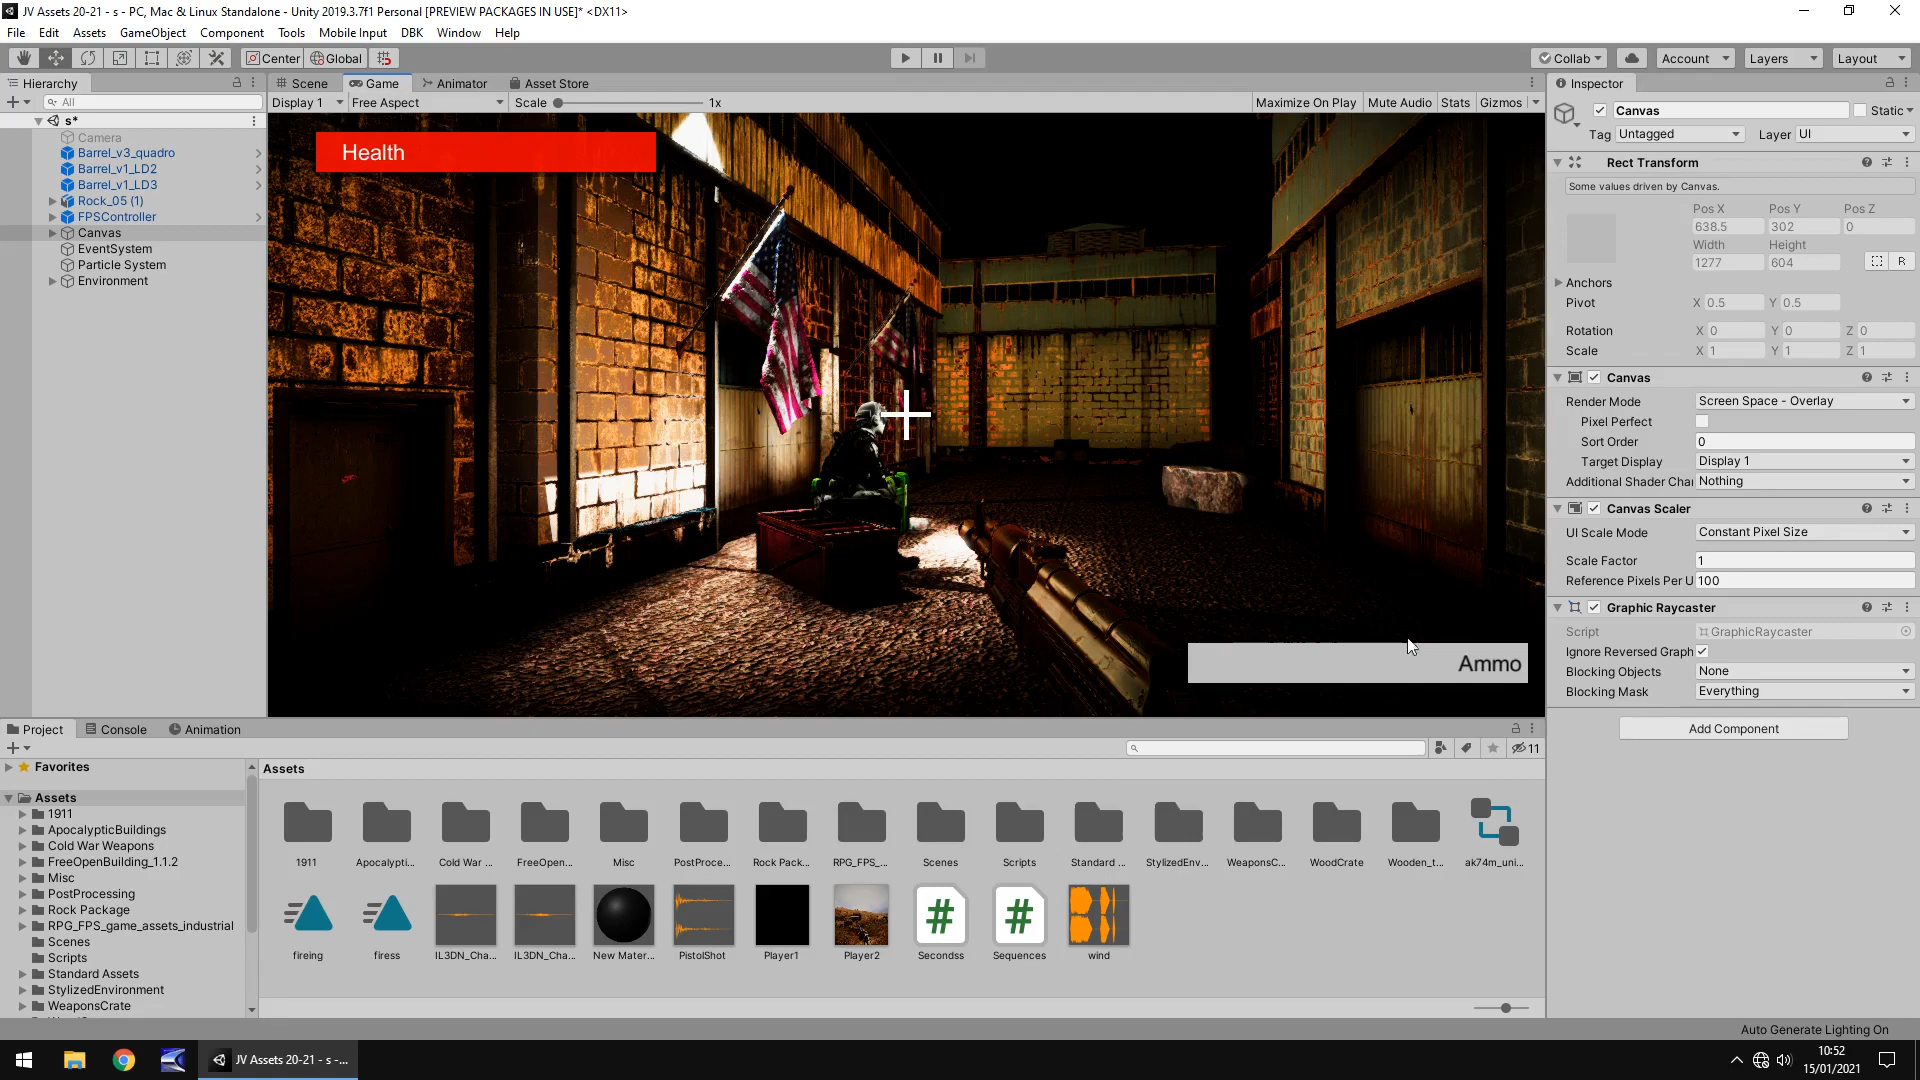 JV Assets 20-21 - s - PC, Mac & Linux Standalone - Unity 2019.3.7f1 Personal [PREVIEW PACKAGES IN USE]* <DX11>
File Edit Assets GameObject Component Tools Mobile Input DBK Window Help
Center Global Collab Account Layers Layout
Hierarchy
All
s*
Camera
Barrel_v3_quadro
Barrel_v1_LD2
Barrel_v1_LD3
Rock_05 (1)
FPSController
Canvas
EventSystem
Particle System
Environment
Scene Game Animator Asset Store
Display 1 Free Aspect Scale 1x Maximize On Play Mute Audio Stats Gizmos
Health
Ammo
Inspector
Canvas Static
Tag Untagged Layer UI
Rect Transform
Some values driven by Canvas.
Pos X Pos Y Pos Z
638.5 302 0
Width Height
1277 604 R
Anchors
Pivot X 0.5 Y 0.5
Rotation X 0 Y 0 Z 0
Scale X 1 Y 1 Z 1
Canvas
Render Mode Screen Space - Overlay
Pixel Perfect
Sort Order 0
Target Display Display 1
Additional Shader Chai Nothing
Canvas Scaler
UI Scale Mode Constant Pixel Size
Scale Factor 1
Reference Pixels Per U 100
Graphic Raycaster
Script GraphicRaycaster
Ignore Reversed Graph
Blocking Objects None
Blocking Mask Everything
Add Component
Project Console Animation
11
Favorites
Assets
1911
ApocalypticBuildings
Cold War Weapons
FreeOpenBuilding_1.1.2
Misc
PostProcessing
Rock Package
RPG_FPS_game_assets_industrial
Scenes
Scripts
Standard Assets
StylizedEnvironment
WeaponsCrate
Assets
1911 Apocalypti... Cold War ... FreeOpen... Misc PostProce... Rock Pack... RPG_FPS_... Scenes Scripts Standard ... StylizedEnv... WeaponsC... WoodCrate Wooden_t... ak74m_uni...
fireing firess IL3DN_Cha... IL3DN_Cha... New Mater... PistolShot Player1 Player2 Secondss Sequences wind
Auto Generate Lighting On
JV Assets 20-21 - s -...
10:52
15/01/2021